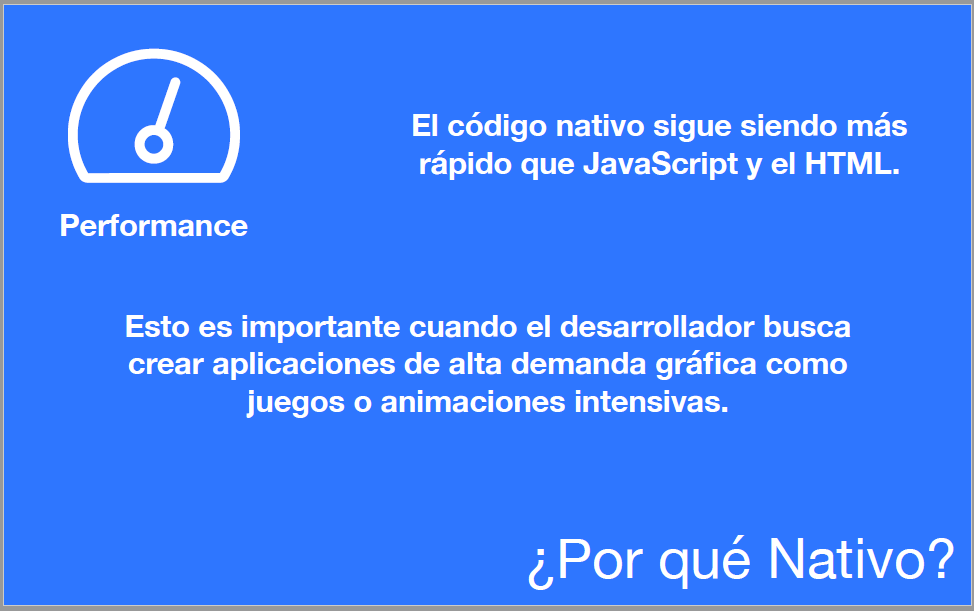 El código nativo sigue siendo más
rápido que JavaScript y el HTML.
Performance
Esto es importante cuando el desarrollador busca
crear aplicaciones de alta demanda gráfica como
juegos o animaciones intensivas.
¿Por qué Nativo?